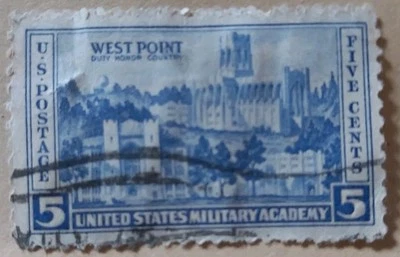 WEST POINT
DUTY HONOR COUNTRY
U.S. POSTAGE
FIVE CENTS
5 UNITED STATES MILITARY ACADEMY 5